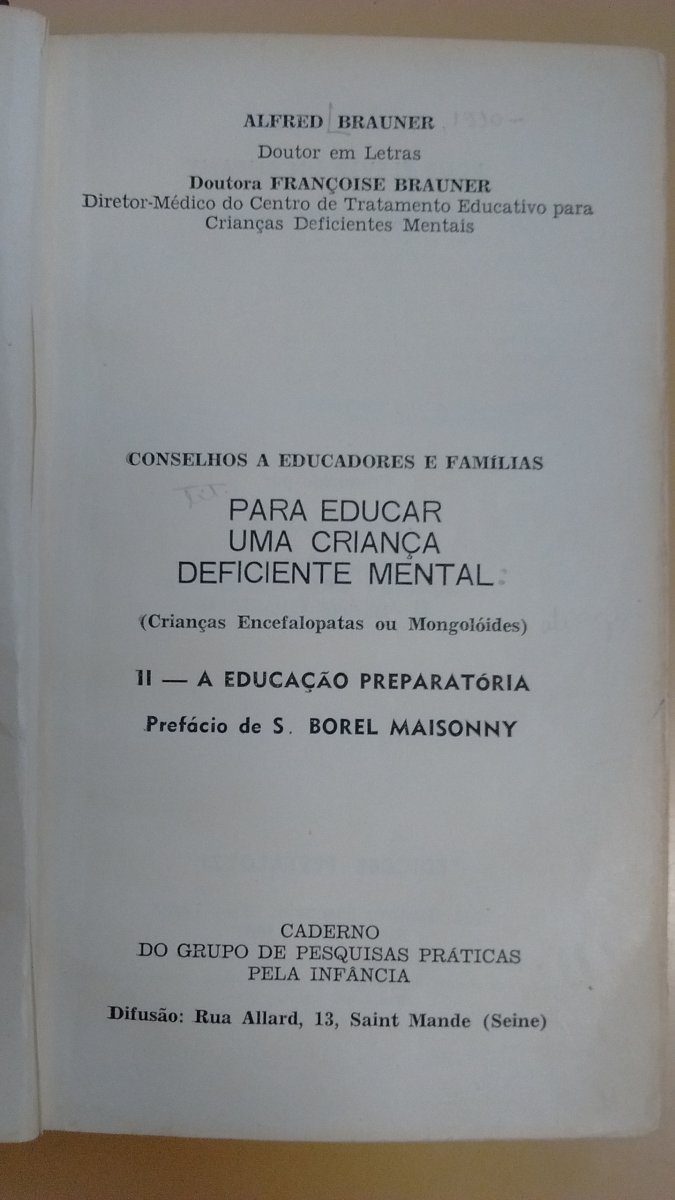 ALFRED BRAUNER
Doutor em Letras
Doutora FRANÇOISE BRAUNER
Diretor-Médico do Centro de Tratamento Educativo para
Crianças Deficientes Mentais
CONSELHOS A EDUCADORES E FAMÍLIAS
PARA EDUCAR
UMA CRIANÇA
DEFICIENTE MENTAL
(Crianças Encefalopatas ou Mongolóides)
II — A EDUCAÇÃO PREPARATÓRIA
Prefácio de S. BOREL MAISONNY
CADERNO
DO GRUPO DE PESQUISAS PRÁTICAS
PELA INFÂNCIA
Difusão: Rua Allard, 13, Saint Mande (Seine)